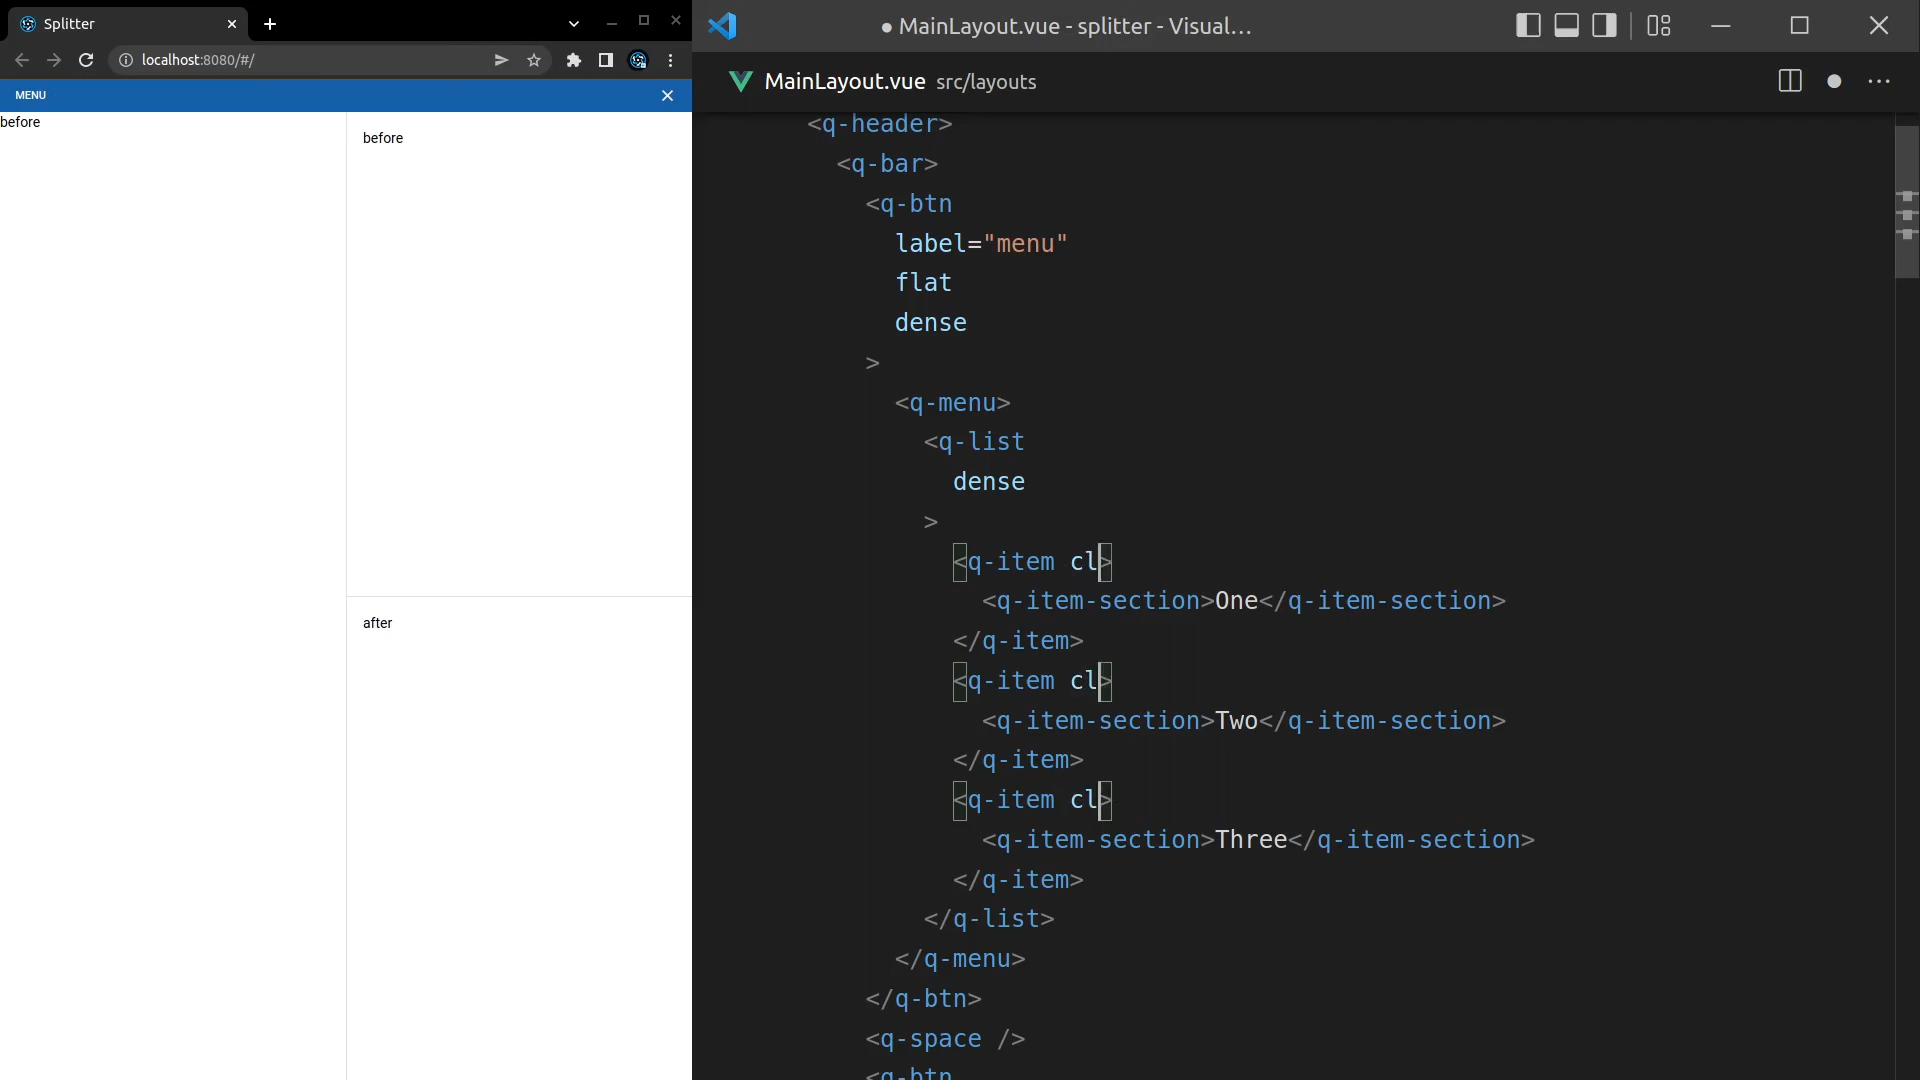 Splitter
localhost:8080/#/
MENU
before
before
after
● MainLayout.vue - splitter - Visual...
MainLayout.vue src/layouts
<q-header>
<q-bar>
<q-btn
label="menu"
flat
dense
>
<q-menu>
<q-list
dense
>
<q-item cl>
<q-item-section>One</q-item-section>
</q-item>
<q-item cl>
<q-item-section>Two</q-item-section>
</q-item>
<q-item cl>
<q-item-section>Three</q-item-section>
</q-item>
</q-list>
</q-menu>
</q-btn>
<q-space />
<q-btn